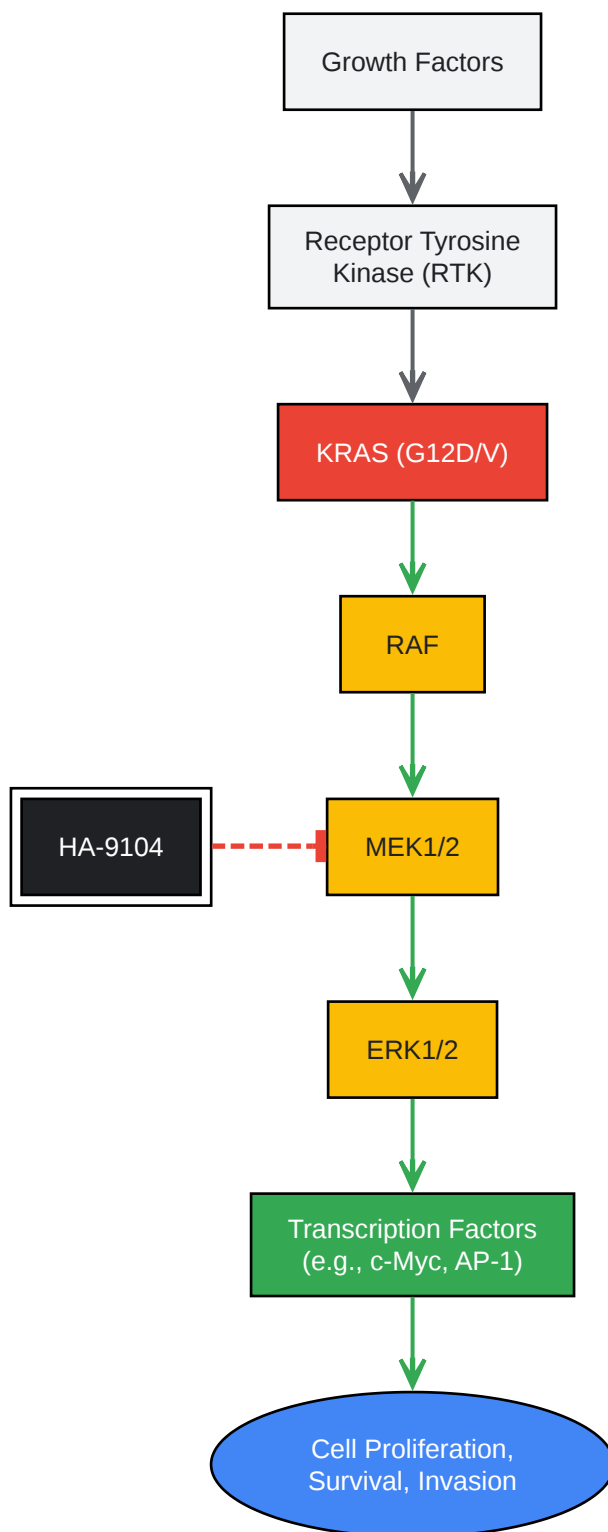 Growth Factors
Receptor Tyrosine
Kinase (RTK)
KRAS (G12D/V)
RAF
HA-9104
MEK1/2
ERK1/2
Transcription Factors
(e.g., c-Myc, AP-1)
Cell Proliferation,
Survival, Invasion